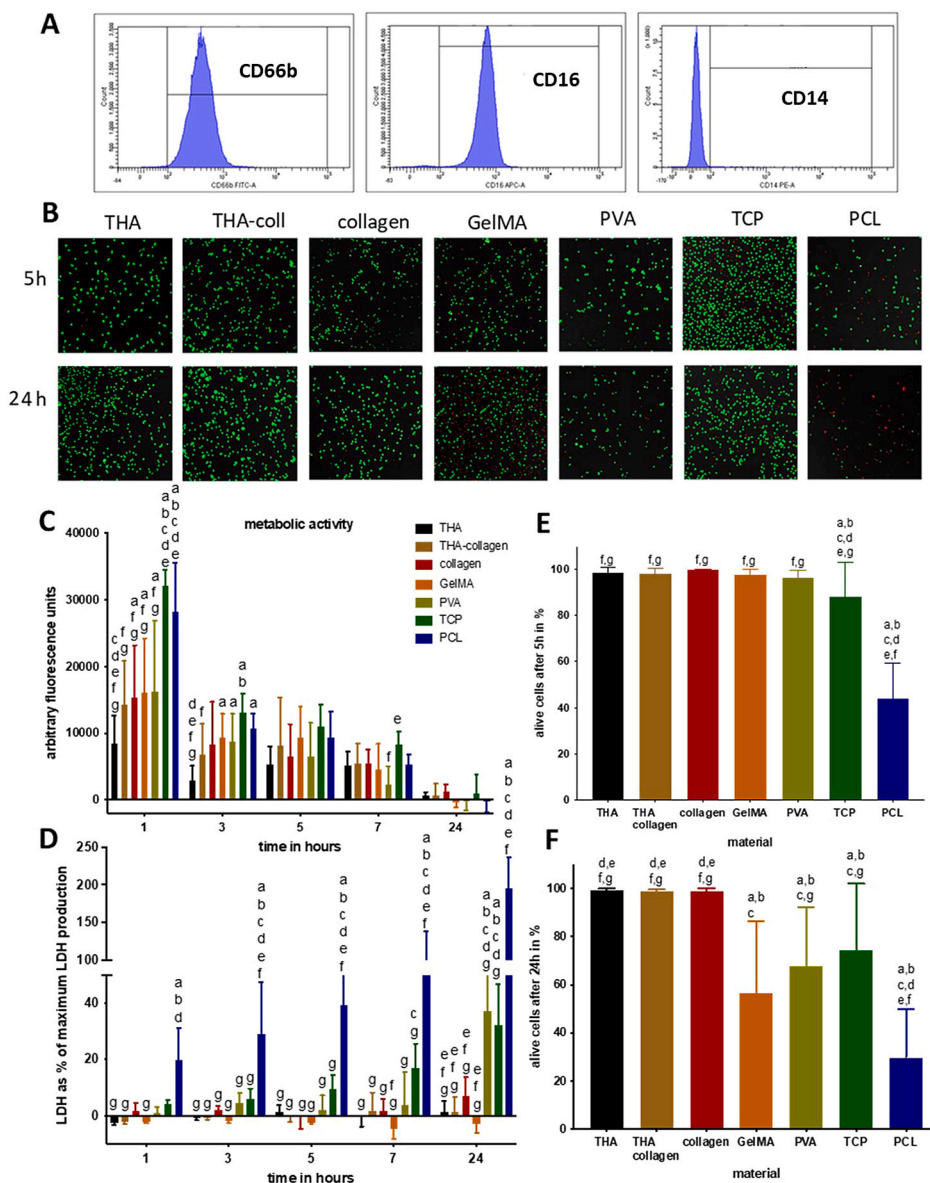 A
CD66b
CD16
CD14
Count
CD66b FITC-A
Count
CD16 APC-A
Count
(x 1,000)
CD14 PE-A
B
THA THA-coll collagen GelMA PVA TCP PCL
5h
24h
C
metabolic activity
arbitrary fluorescence units
40000
30000
20000
10000
0
THA
THA-collagen
collagen
GelMA
PVA
TCP
PCL
c
d
e
f
g
a
f
g
a
f
g
a
f
g
a
f
g
a
b
c
d
e
a
b
c
d
e
d
e
f
g
f
a
a
a
b
a
f
e
1 3 5 7 24
time in hours
D
LDH as % of maximum LDH production
250
200
150
100
40
20
0
g g g
a
b
d
g g g g g g
a
b
c
d
e
f
g g g g g g
a
b
c
d
e
f
g g g g
c
g
a
b
c
d
e
f
e
f
g
e
f
g
e
f
g
e
f
g
a
b
c
d
g
a
b
c
d
g
a
b
c
d
e
f
1 3 5 7 24
time in hours
E
alive cells after 5h in %
100
80
60
40
20
0
f,g f,g f,g f,g f,g
a,b
c,d
e,g
a,b
c,d
e,f
THA THA collagen GelMA PVA TCP PCL
collagen
material
F
alive cells after 24h in %
100
80
60
40
20
0
d,e
f,g
d,e
f,g
d,e
f,g
a,b
c
a,b
c,g
a,b
c,g
a,b
c,d
e,f
THA THA collagen GelMA PVA TCP PCL
collagen
material